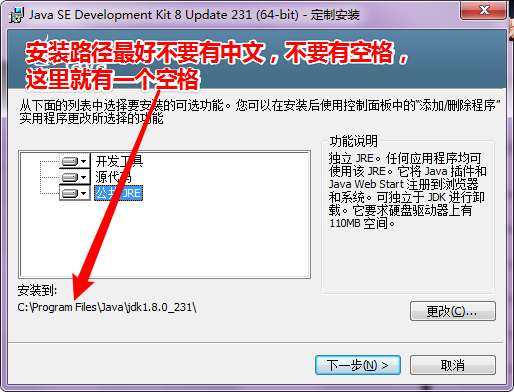 Java SE Development Kit 8 Update 231 (64-bit) - 定制安装
安装路径最好不要有中文，不要有空格，
这里就有一个空格
从下面的列表中选择要安装的可选功能。您可以在安装后使用控制面板中的“添加/删除程序”
实用程序更改所选择的功能
开发工具
源代码
公共 JRE
功能说明
独立 JRE。任何应用程序均可
使用该 JRE。它将 Java 插件和
Java Web Start 注册到浏览器
和系统。可独立于 JDK 进行卸
载。它要求硬盘驱动器上有
110MB 空间。
安装到:
C:\Program Files\Java\jdk1.8.0_231\
更改(C)...
下一步(N) >
取消